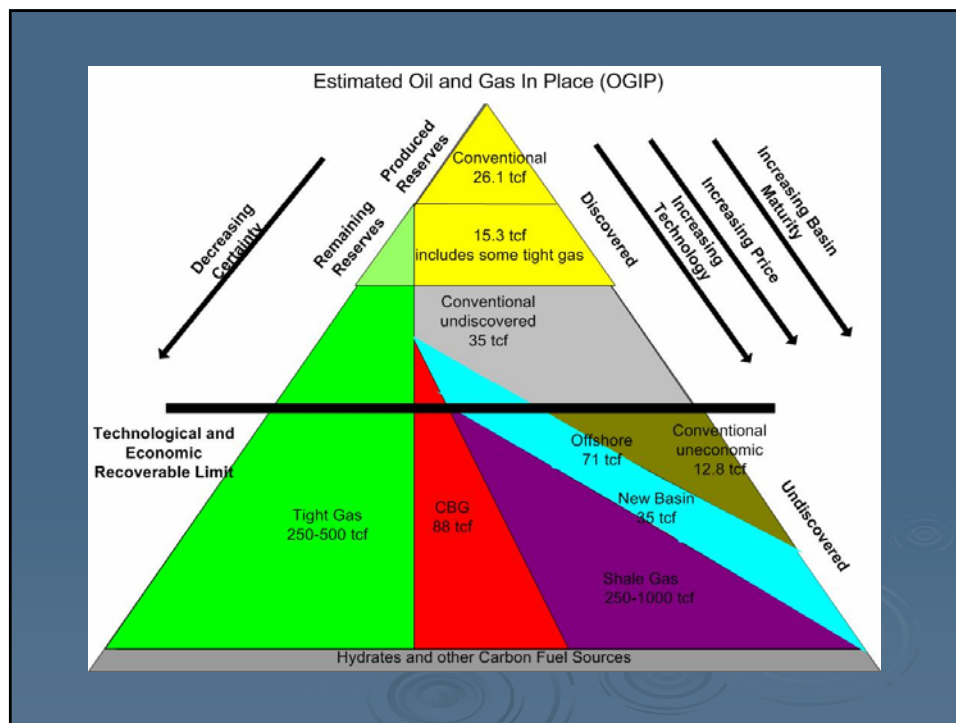 Estimated Oil and Gas In Place (OGIP)
Produced
Reserves
Conventional
26.1 tcf
Remaining
Reserves
15.3 tcf
includes some tight gas
Discovered
Decreasing
Certainty
Increasing
Technology
Increasing Price
Increasing Basin
Maturity
Conventional
undiscovered
35 tcf
Technological and
Economic
Recoverable Limit
Offshore
71 tcf
Conventional
uneconomic
12.8 tcf
New Basin
35 tcf
Undiscovered
Tight Gas
250-500 tcf
CBG
88 tcf
Shale Gas
250-1000 tcf
Hydrates and other Carbon Fuel Sources